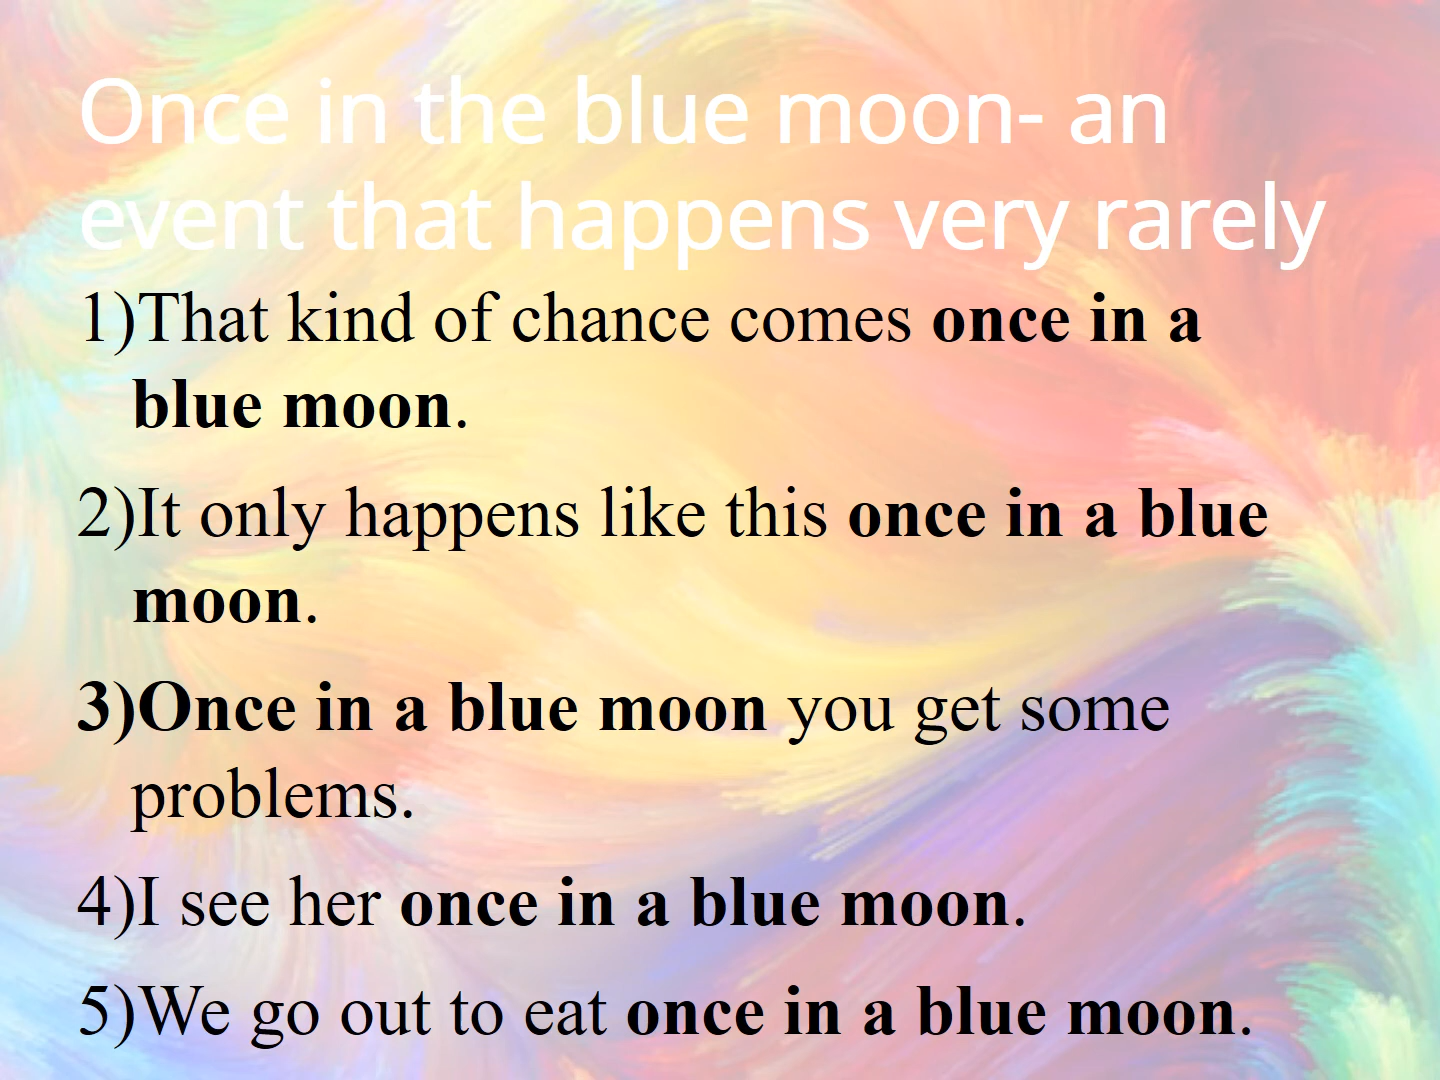 Once in the blue moon- an
event that happens very rarely
1)That kind of chance comes once in a
blue moon.
2)It only happens like this once in a blue
moon.
3)Once in a blue moon you get some
problems.
4)I see her once in a blue moon.
5)We go out to eat once in a blue moon.